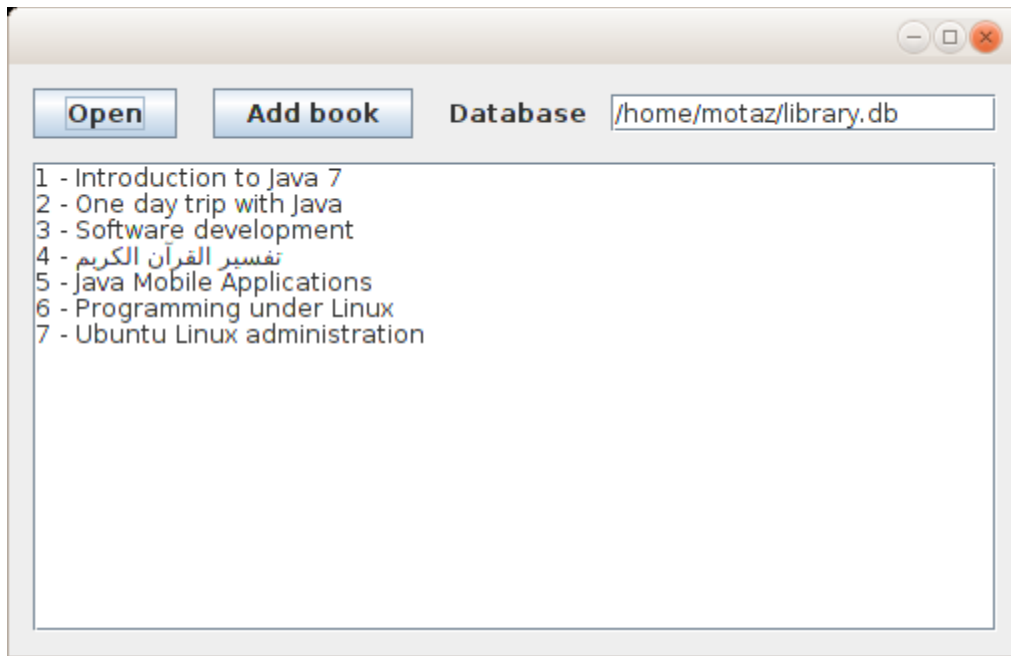 Open Add book Database /home/motaz/library.db
1 - Introduction to Java 7
2 - One day trip with Java
3 - Software development
4 - تفسير القرآن الكريم
5 - Java Mobile Applications
6 - Programming under Linux
7 - Ubuntu Linux administration